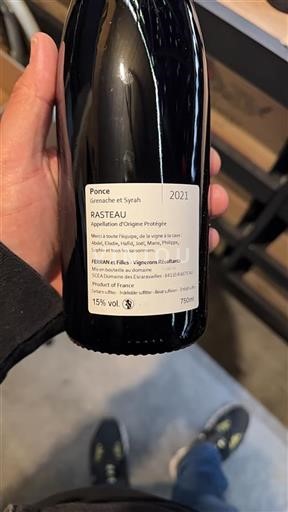 Ponce
Grenache et Syrah
2021
RASTEAU
Appellation d'Origine Protégée
Merci à toute l'équipe, de la vigne à la cave :
Abdel, Elodie, Hafid, Joël, Marie, Philippe,
Sophie et tous les saisonniers.
FERRAN et Filles - Vignerons Récoltants
Mis en bouteille au domaine
SCEA Domaine des Escaravailles -
Product of France
15% vol.
750ml